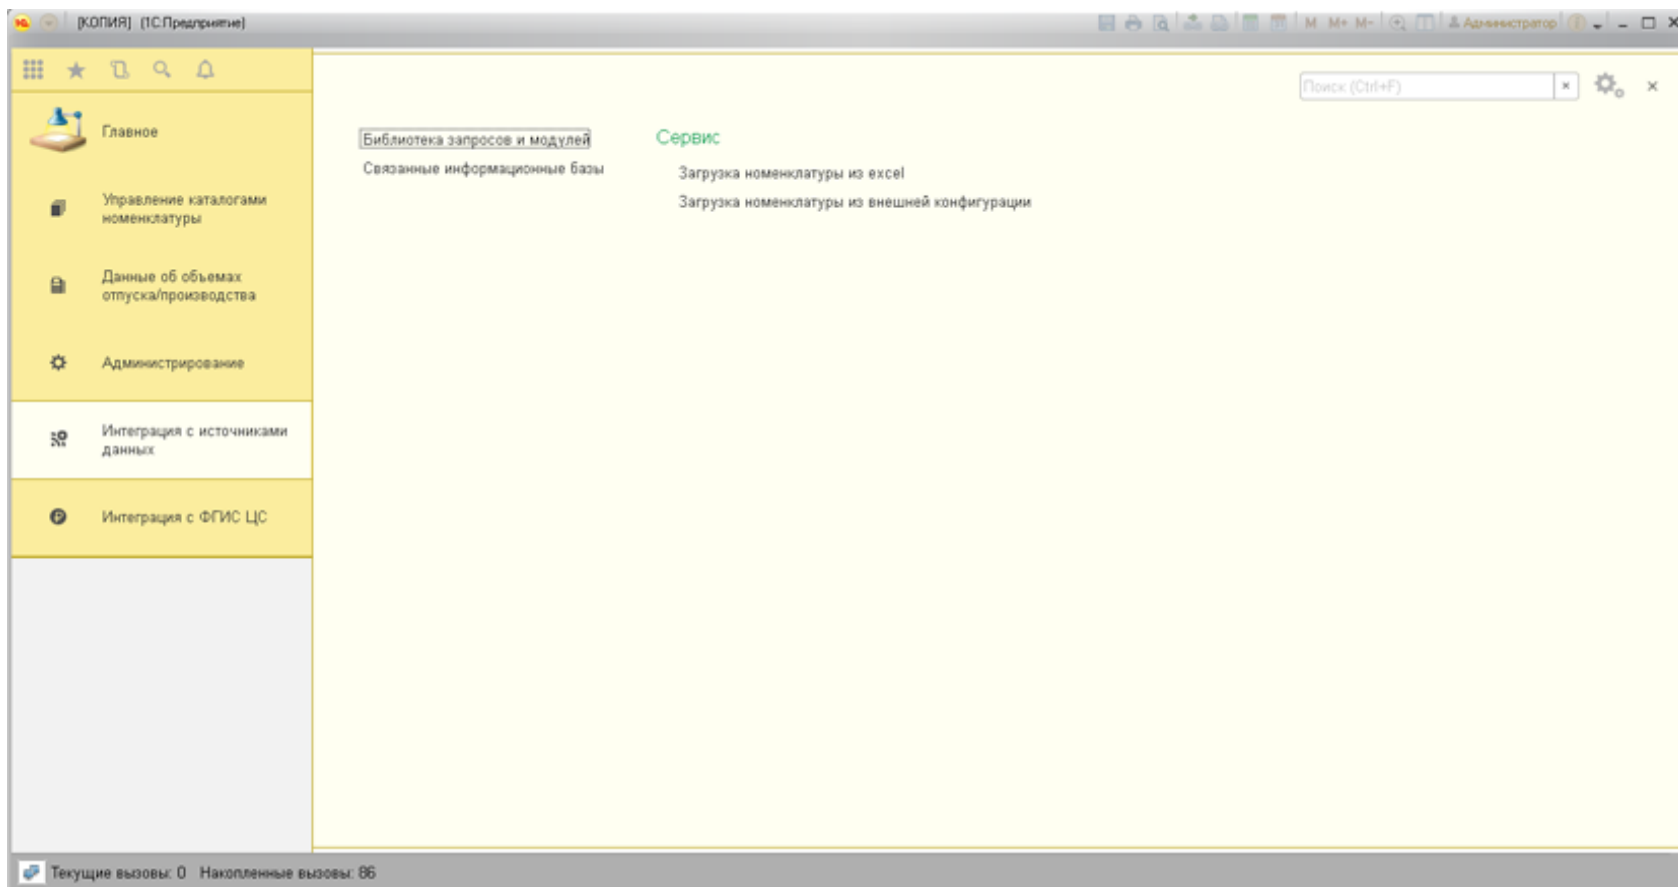 [КОПИЯ] (1С:Предприятие)
M M+ M- Администратор
Поиск (Ctrl+F)
Главное
Управление каталогами
номенклатуры
Данные об объемах
отпуска/производства
Администрирование
Интеграция с источниками
данных
Интеграция с ФГИС ЦС
Библиотека запросов и модулей
Связанные информационные базы
Сервис
Загрузка номенклатуры из excel
Загрузка номенклатуры из внешней конфигурации
Текущие вызовы: 0 Накопленные вызовы: 86